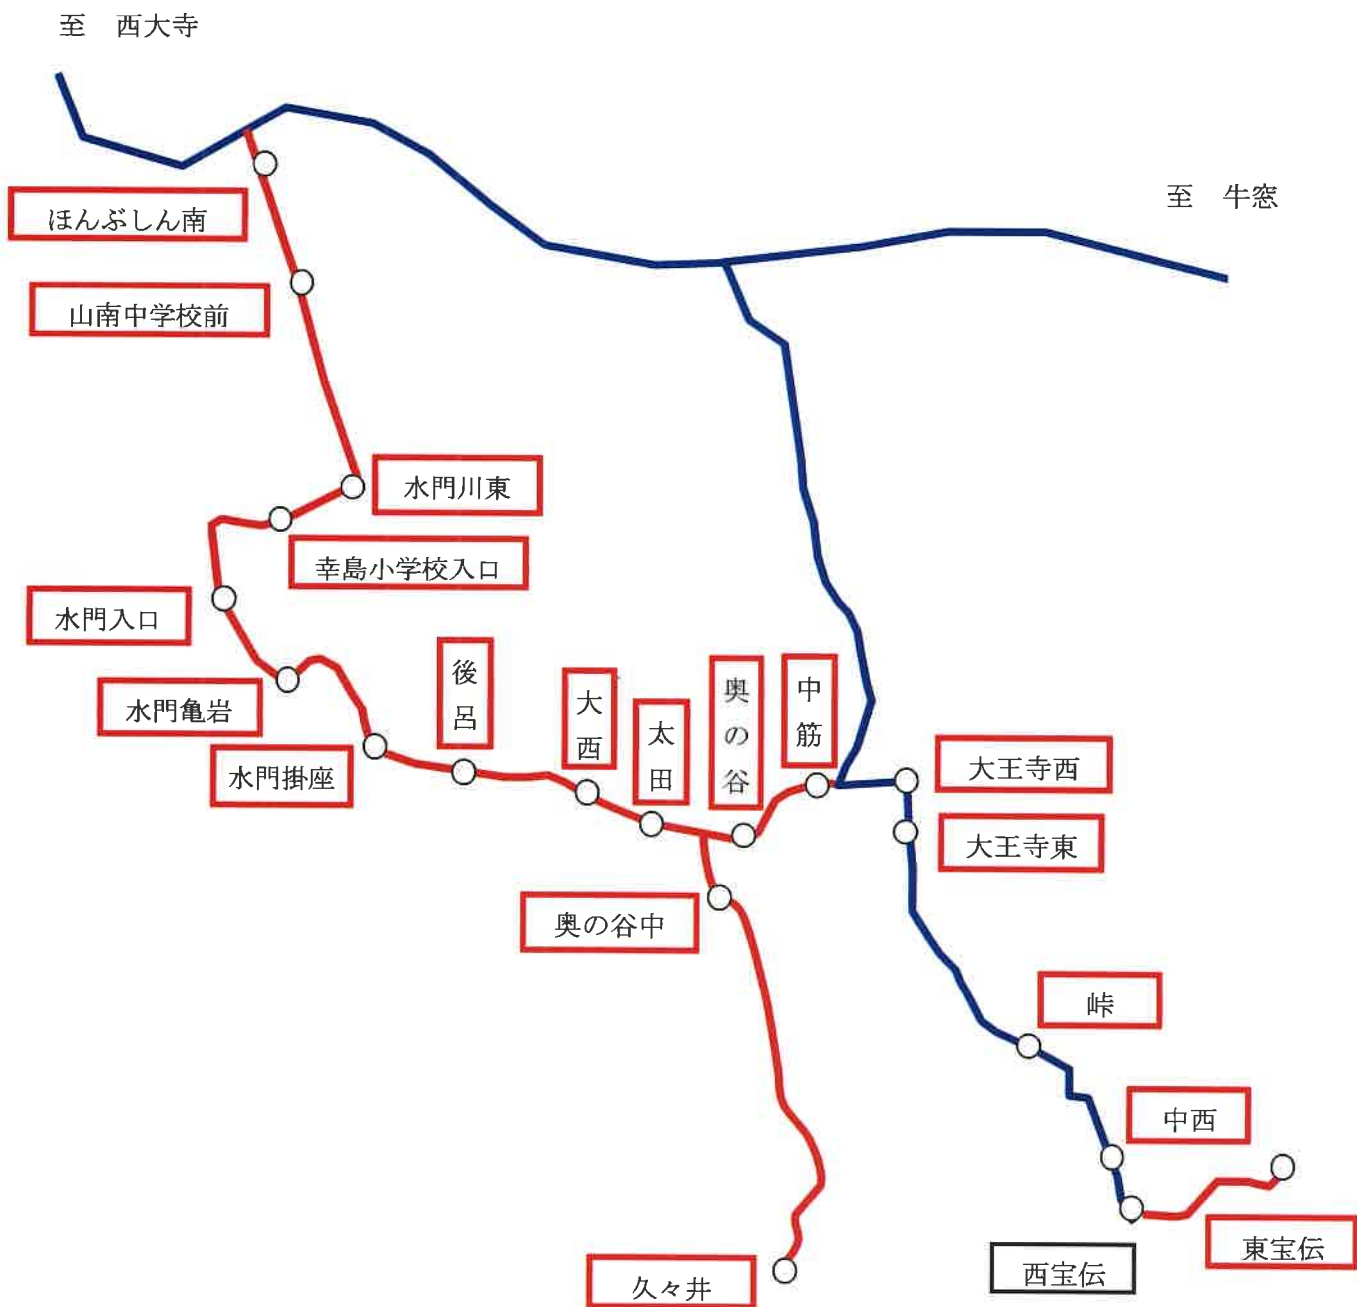 至 西大寺
至 牛窓
ほんぶしん南
山南中学校前
水門川東
幸島小学校入口
水門入口
水門亀岩
水門掛座
後呂
大西
太田
奥の谷
中筋
大王寺西
大王寺東
奥の谷中
峠
中西
東宝伝
西宝伝
久々井